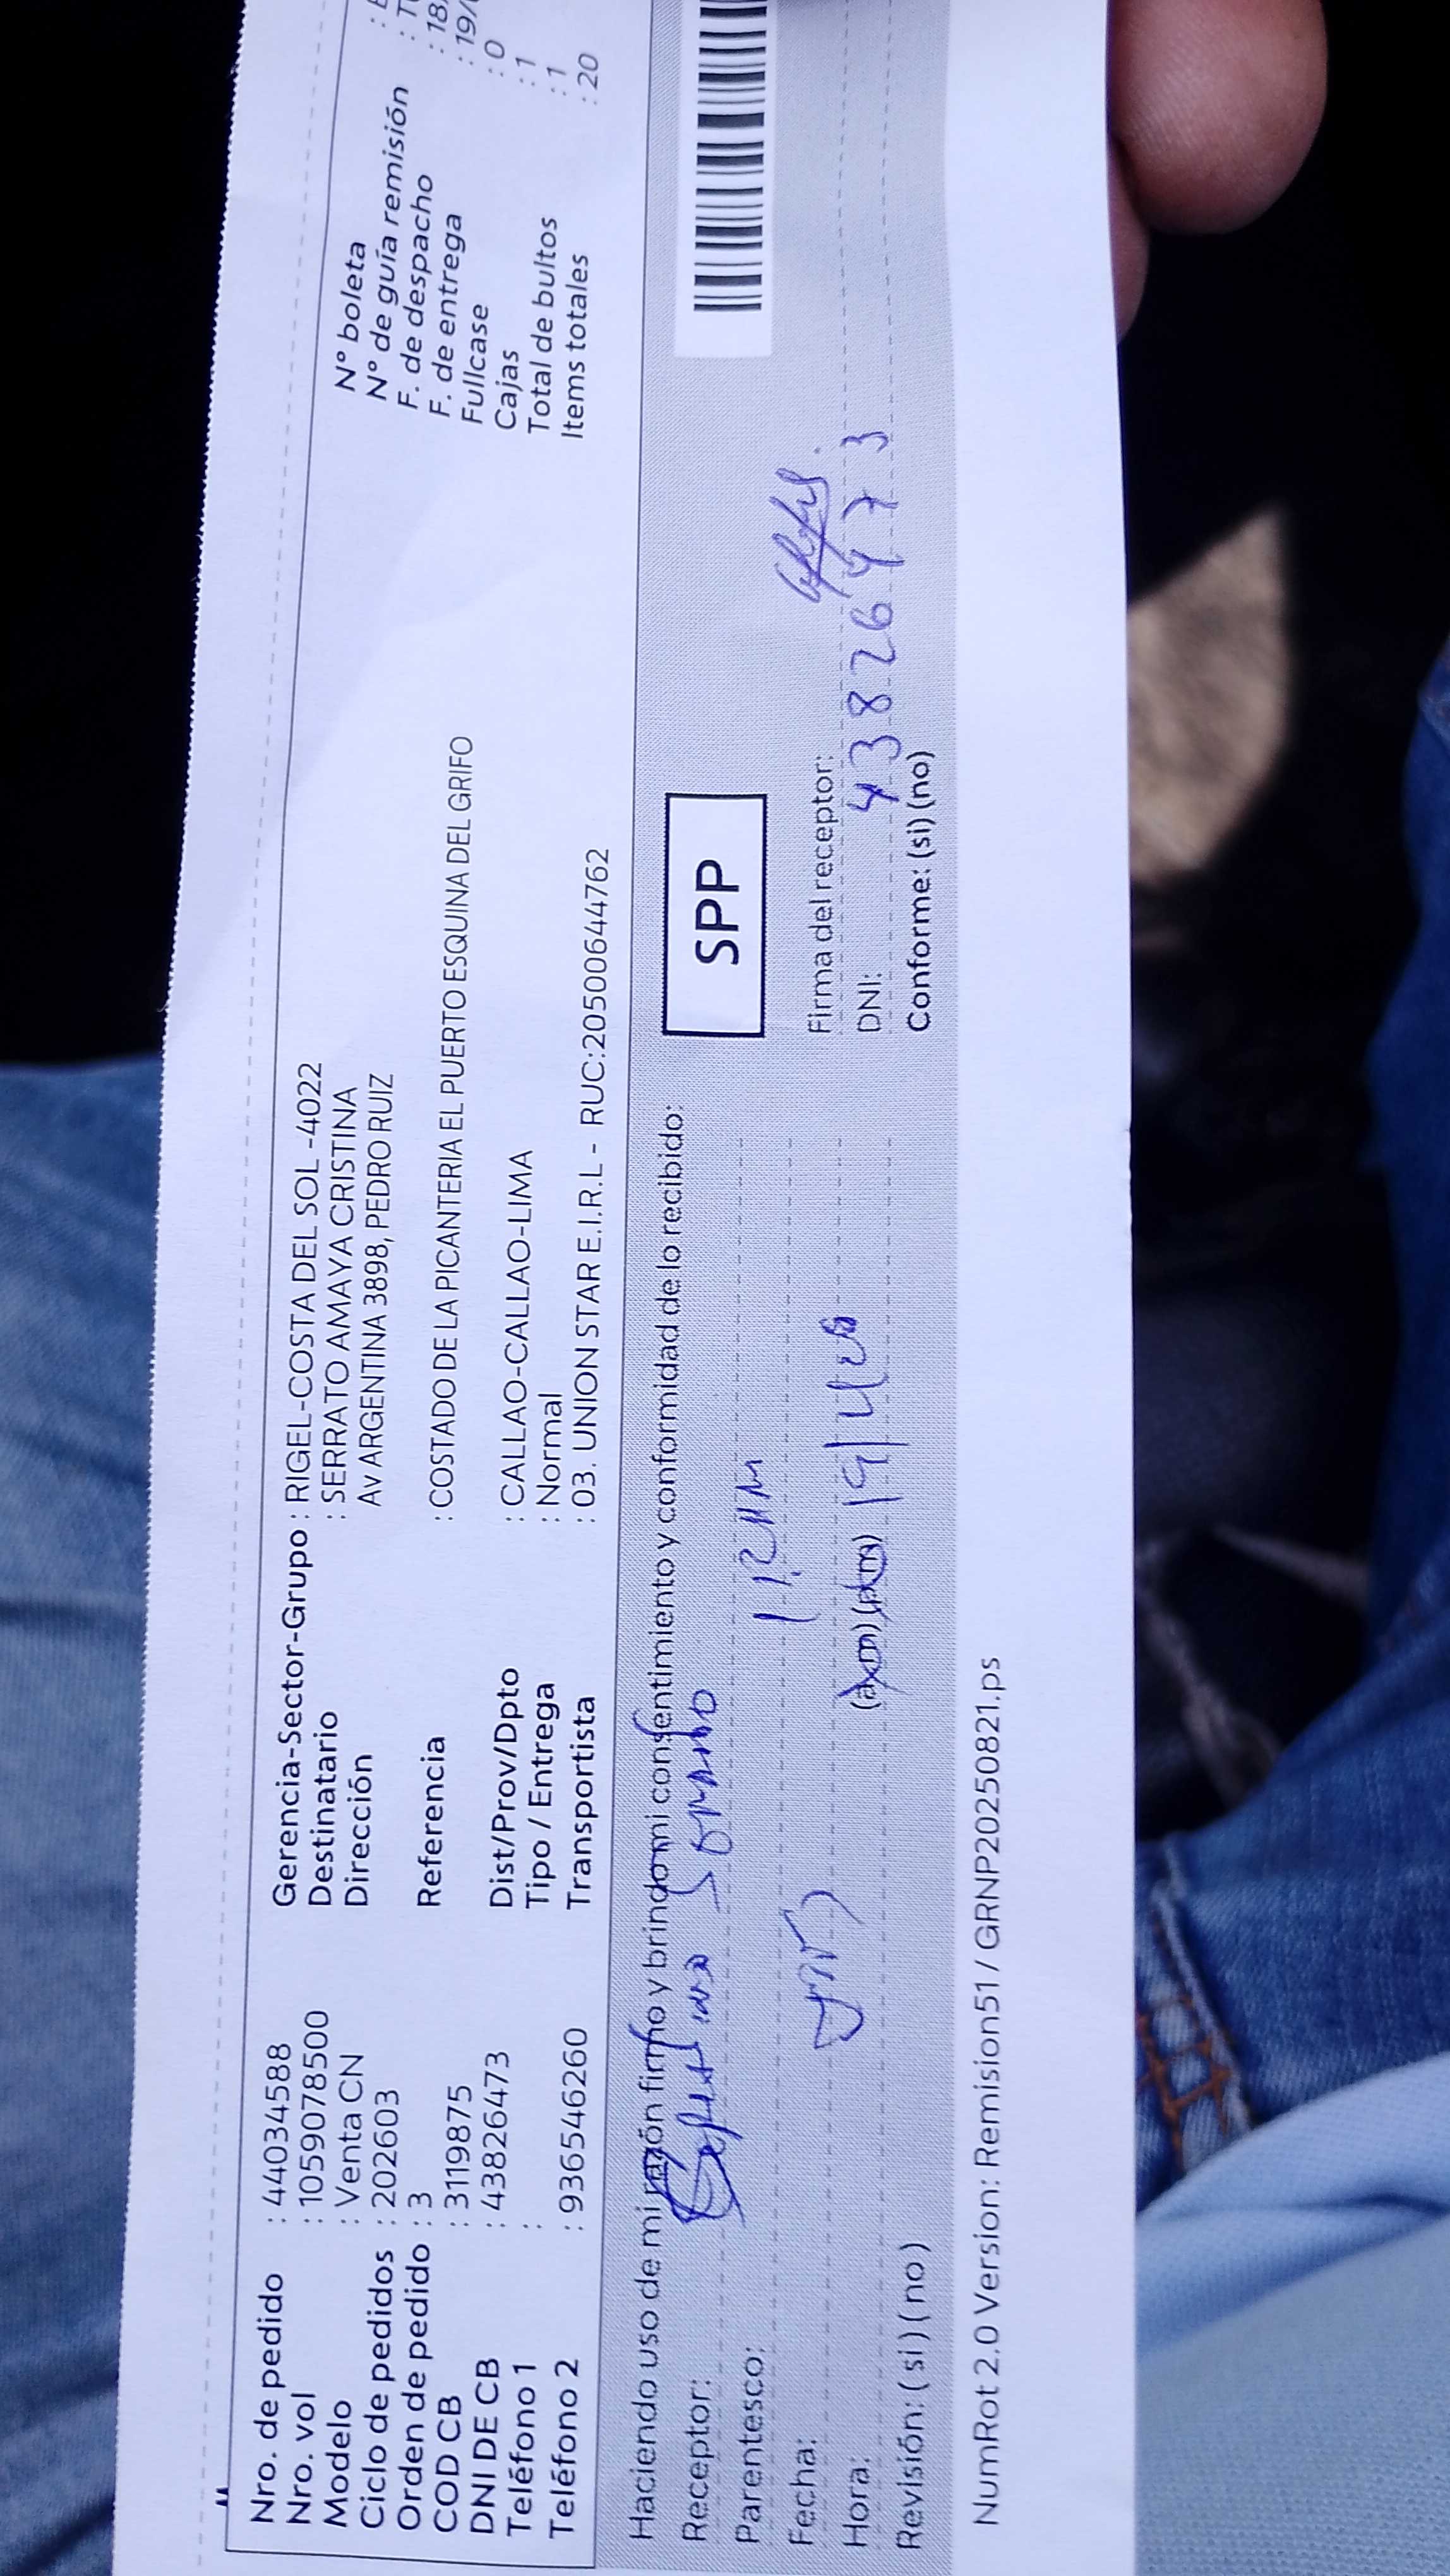 Nro. de pedido : 44034588
Nro. vol : 1059078500
Modelo : Venta CN
Ciclo de pedidos : 202603
Orden de pedido : 3
COD CB : 3119875
DNI DE CB : 43826473
Teléfono 1 :
Teléfono 2 : 936546260
Gerencia-Sector-Grupo : RIGEL-COSTA DEL SOL -4022
Destinatario : SERRATO AMAYA CRISTINA
Dirección Av ARGENTINA 3898, PEDRO RUIZ
Referencia : COSTADO DE LA PICANTERIA EL PUERTO ESQUINA DEL GRIFO
Dist/Prov/Dpto : CALLAO-CALLAO-LIMA
Tipo / Entrega : Normal
Transportista : 03. UNION STAR E.I.R.L - RUC:20500644762
N° boleta :
N° de guía remisión :
F. de despacho : 18/
F. de entrega : 19/
Fullcase : 0
Cajas : 1
Total de bultos : 1
Items totales : 20
Haciendo uso de mi razón firmo y brindo mi consentimiento y conformidad de lo recibido:
SPP
Receptor:
Parentesco:
Fecha:
Hora: (am) (pm)
Revisión: ( si ) ( no )
Firma del receptor:
DNI: 43826473
Conforme: (si) (no)
NumRot 2.0 Version: Remision51 / GRNP20250821.ps